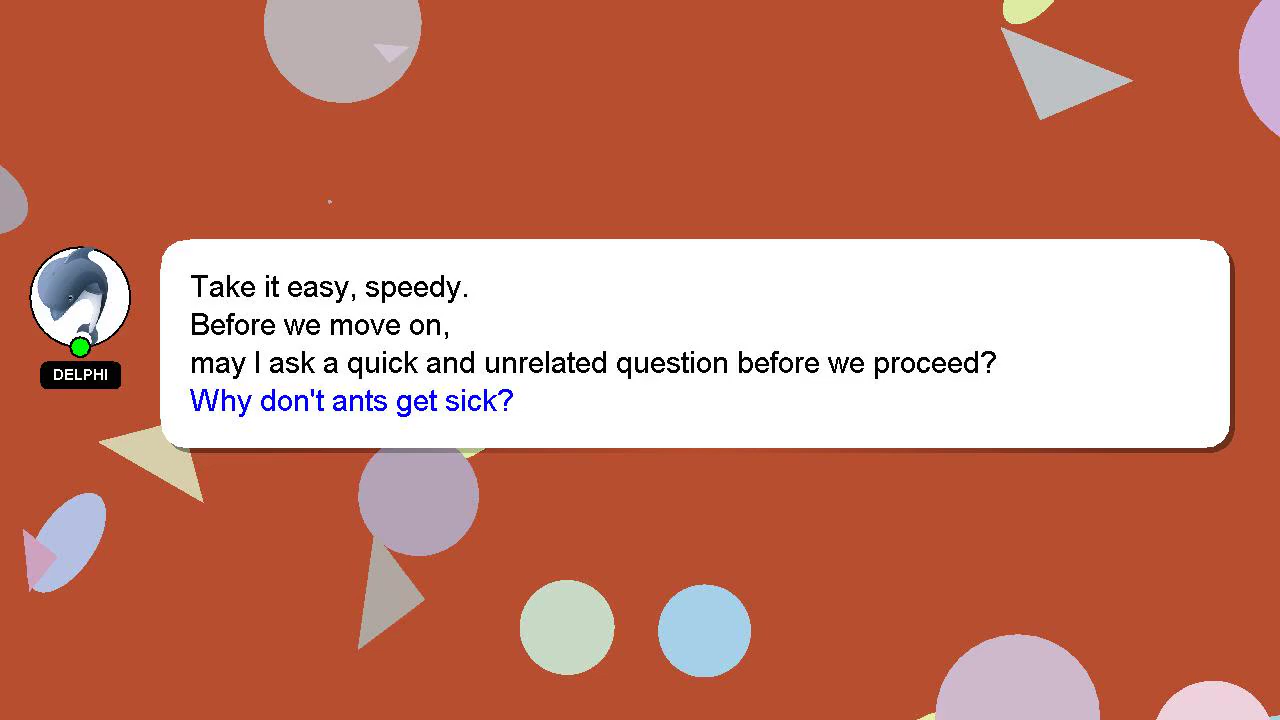 Take it easy, speedy.
Before we move on,
may I ask a quick and unrelated question before we proceed?
Why don't ants get sick?
DELPHI